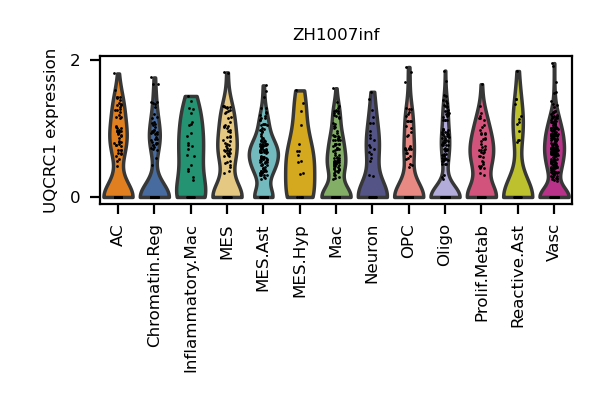 ZH1007inf
UQCRC1 expression
2
0
AC
Chromatin.Reg
Inflammatory.Mac
MES
MES.Ast
MES.Hyp
Mac
Neuron
OPC
Oligo
Prolif.Metab
Reactive.Ast
Vasc